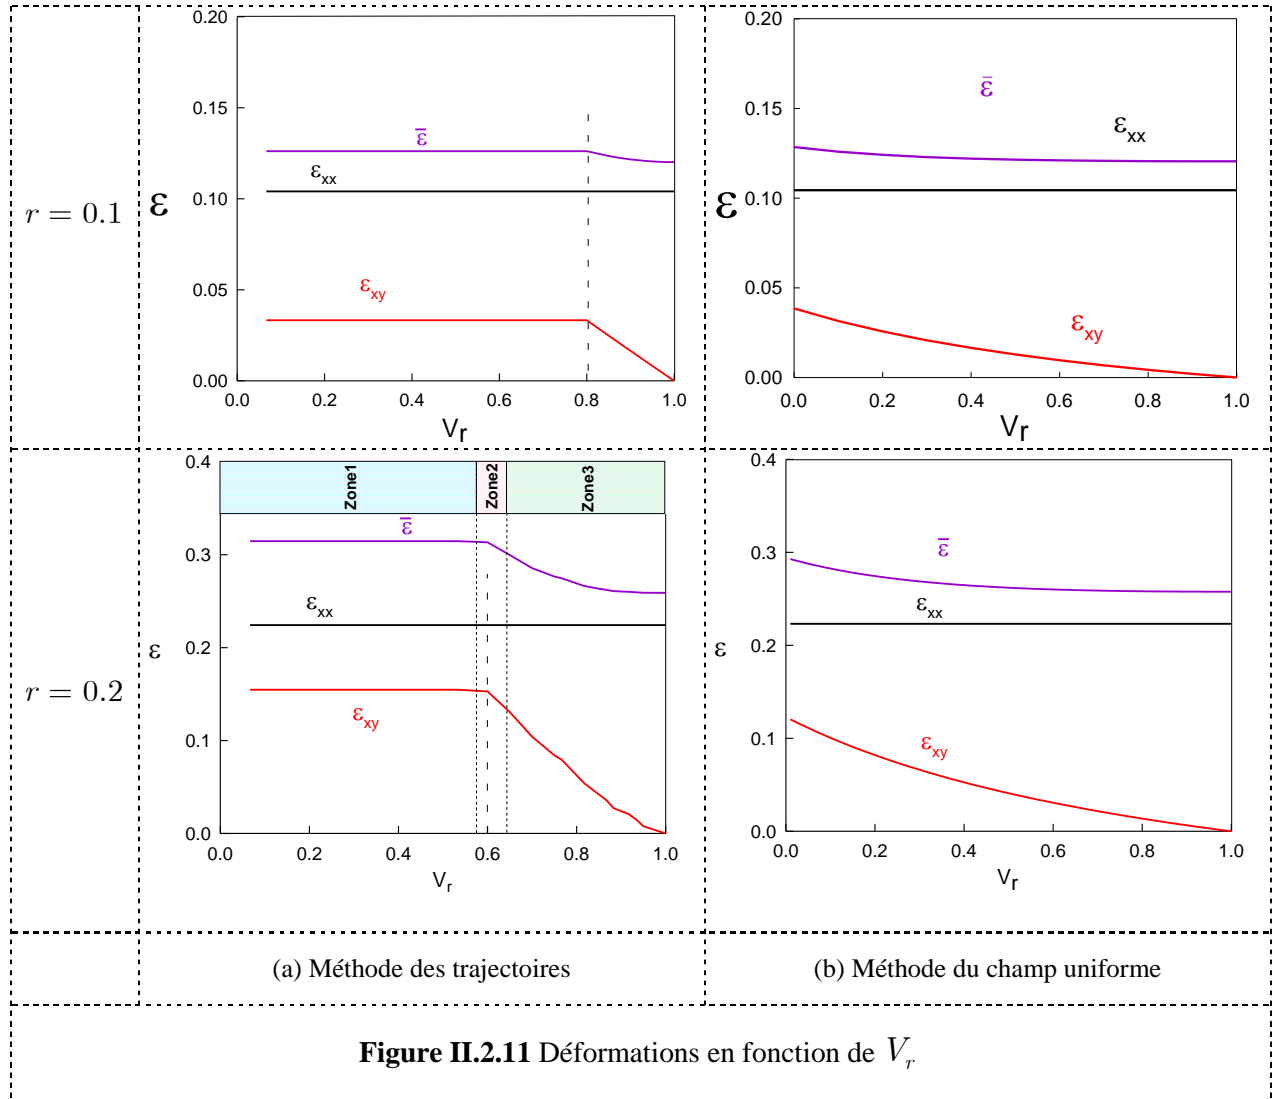 r = 0.1
0.20
0.15
0.10
0.05
0.00
ε
ε̄
εxx
εxy
0.0 0.2 0.4 0.6 0.8 1.0
Vr
0.20
0.15
0.10
0.05
0.00
ε
ε̄
εxx
εxy
0.0 0.2 0.4 0.6 0.8 1.0
Vr
r = 0.2
Zone1
Zone2
Zone3
0.4
0.3
0.2
0.1
0.0
ε
ε̄
εxx
εxy
0.0 0.2 0.4 0.6 0.8 1.0
Vr
0.4
0.3
0.2
0.1
0.0
ε
ε̄
εxx
εxy
0.0 0.2 0.4 0.6 0.8 1.0
Vr
(a) Méthode des trajectoires
(b) Méthode du champ uniforme
Figure II.2.11 Déformations en fonction de Vr